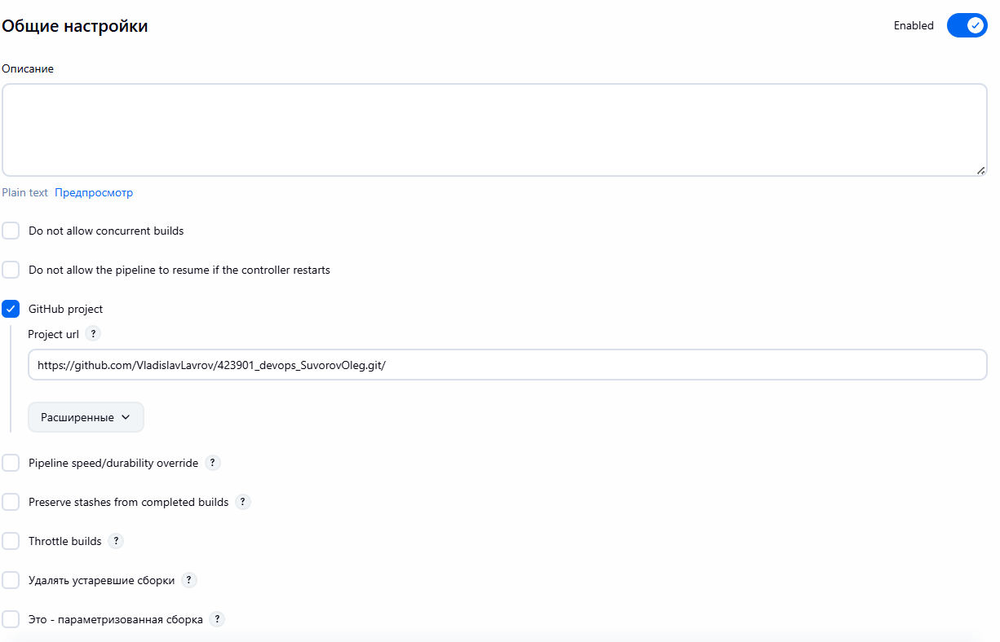 Общие настройки
Enabled
Описание
Plain text Предпросмотр
Do not allow concurrent builds
Do not allow the pipeline to resume if the controller restarts
GitHub project
Project url ?
https://github.com/VladislavLavrov/423901_devops_SuvorovOleg.git/
Расширенные
Pipeline speed/durability override ?
Preserve stashes from completed builds ?
Throttle builds ?
Удалять устаревшие сборки ?
Это - параметризованная сборка ?